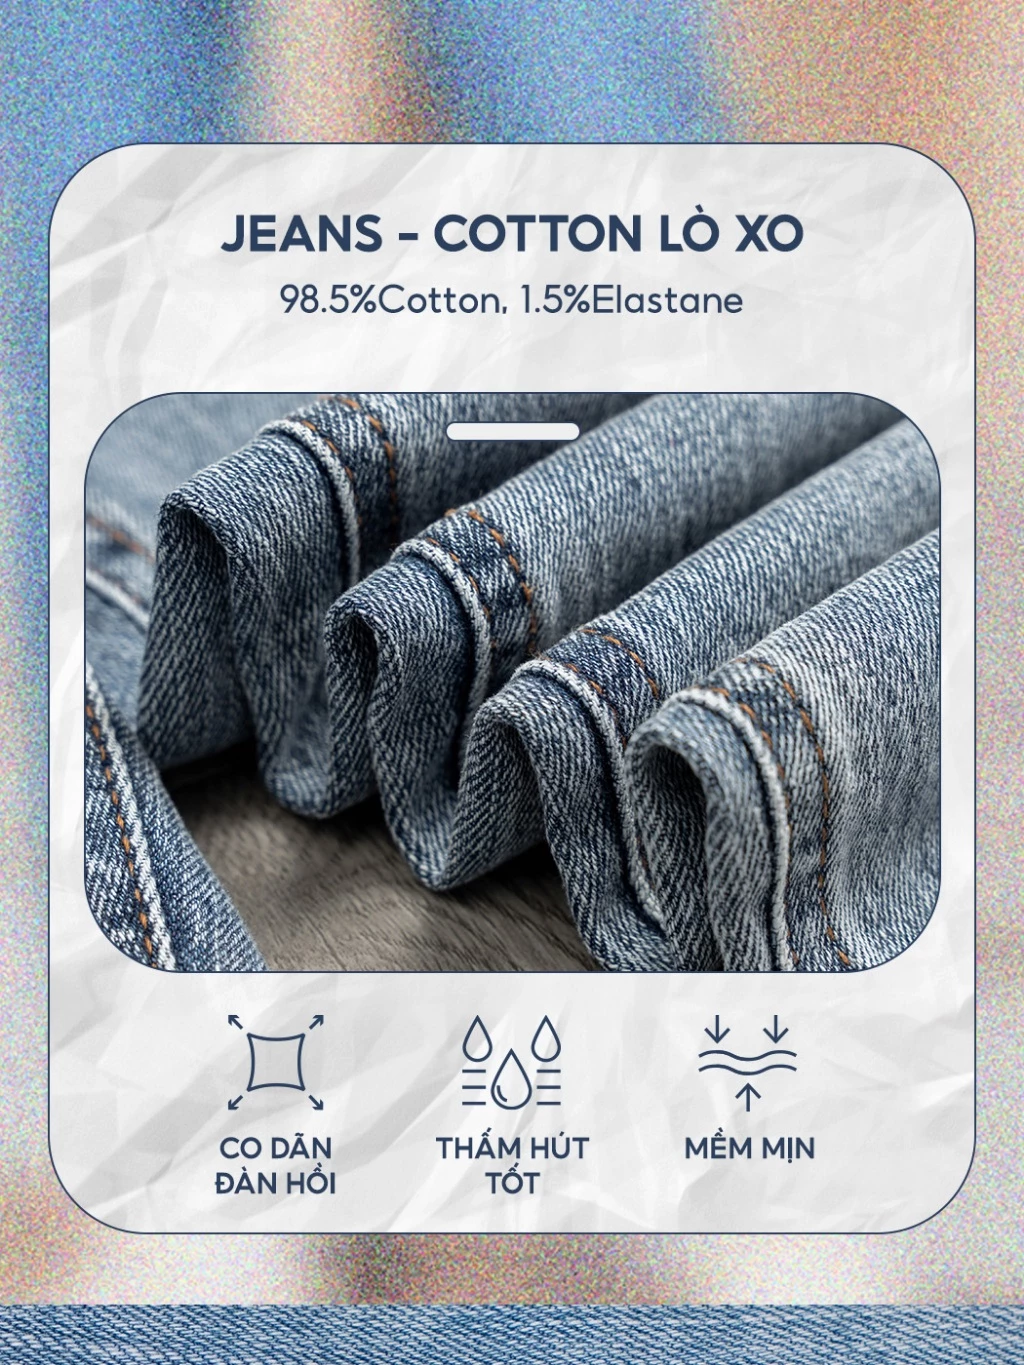 JEANS - COTTON LÒ XO
98.5%Cotton, 1.5%Elastane
CO DÃN
ĐÀN HỒI
THẤM HÚT
TỐT
MỀM MỊN